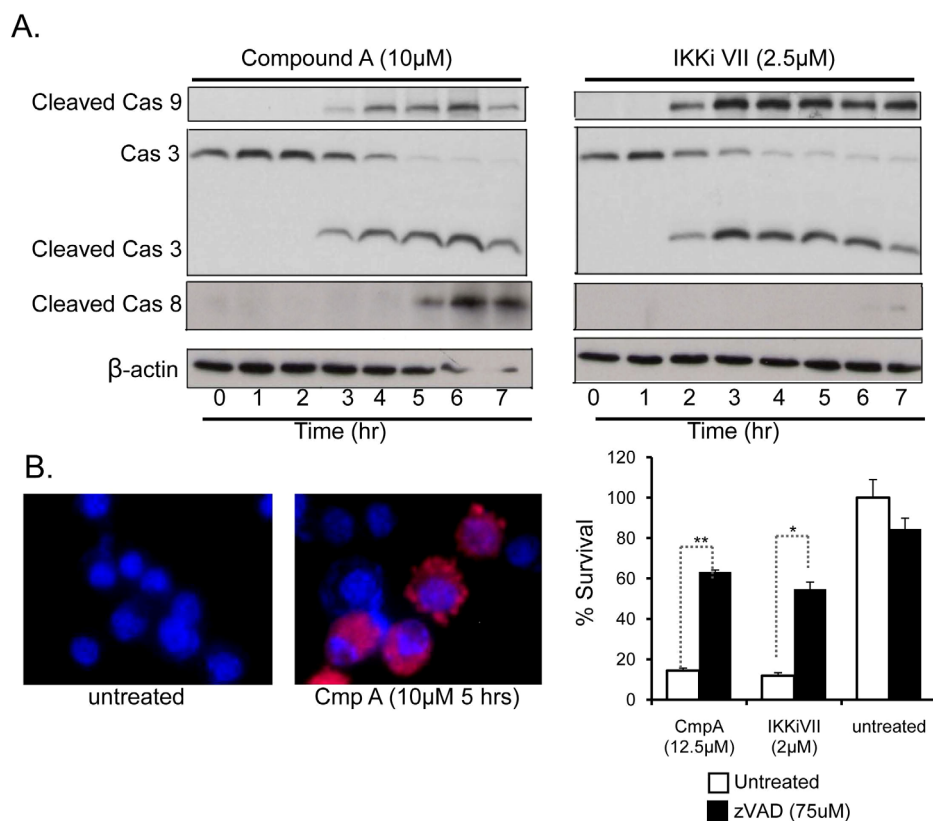 A.
Compound A (10µM)
IKKi VII (2.5µM)
Cleaved Cas 9
Cas 3
Cleaved Cas 3
Cleaved Cas 8
β-actin
0 1 2 3 4 5 6 7
0 1 2 3 4 5 6 7
Time (hr)
Time (hr)
B.
untreated
Cmp A (10µM 5 hrs)
% Survival
120
100
80
60
40
20
0
**
*
CmpA
(12.5µM)
IKKiVII
(2µM)
untreated
Untreated
zVAD (75uM)